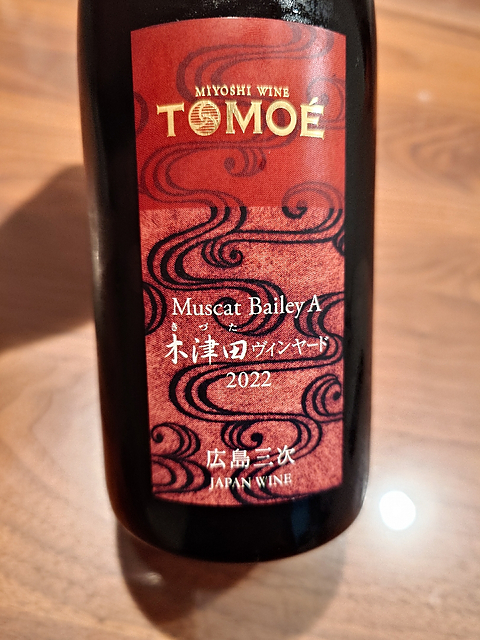 MIYOSHI WINE
TOMOÉ
Muscat Bailey A
きづた
木津田ヴィンヤード
2022
広島三次
JAPAN WINE